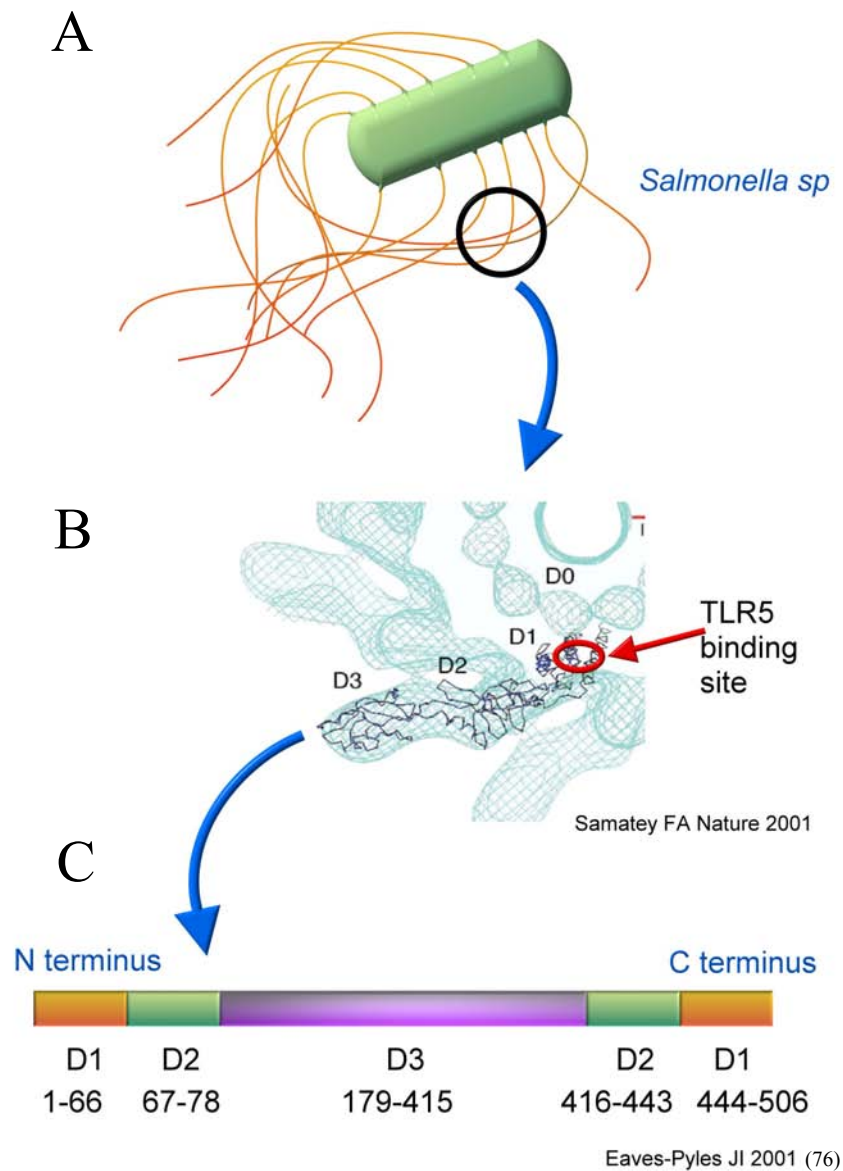 A
Salmonella sp
B
D0
D1
D2
D3
TLR5
binding
site
Samatey FA Nature 2001
C
N terminus
C terminus
D1 D2 D3 D2 D1
1-66 67-78 179-415 416-443 444-506
Eaves-Pyles JI 2001 (76)